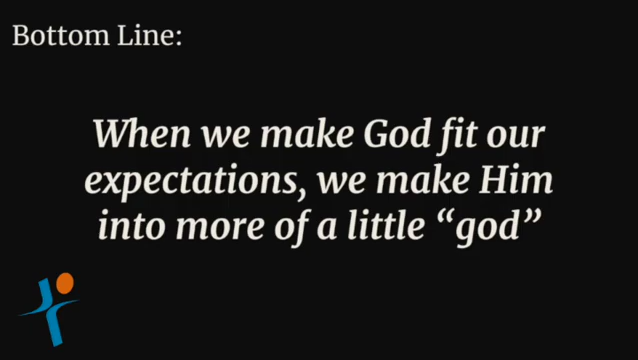 Bottom Line:
When we make God fit our
expectations, we make Him
into more of a little “god”